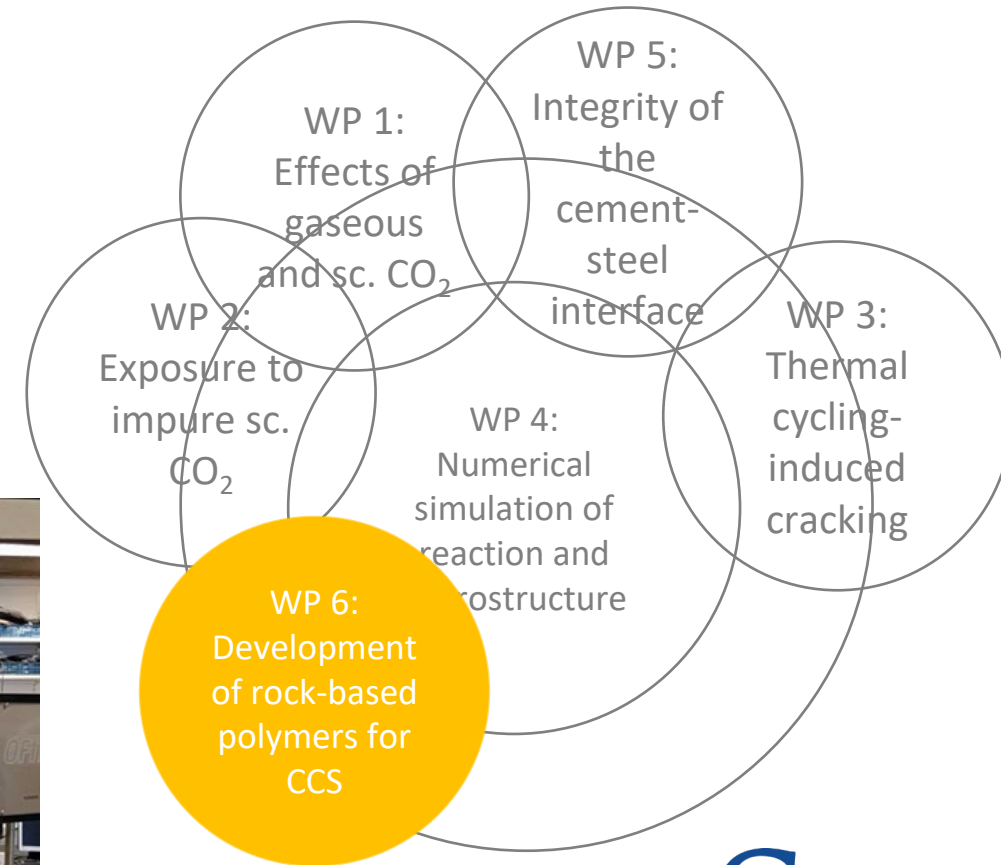 WP 5:
Integrity of
the
cement-
steel
interface
WP 1:
Effects of
gaseous
and sc. CO₂
WP 2:
Exposure to
impure sc.
CO₂
WP 3:
Thermal
cycling-
induced
cracking
WP 4:
Numerical
simulation of
reaction and
WP 6:
Development
of rock-based
polymers for
CCS